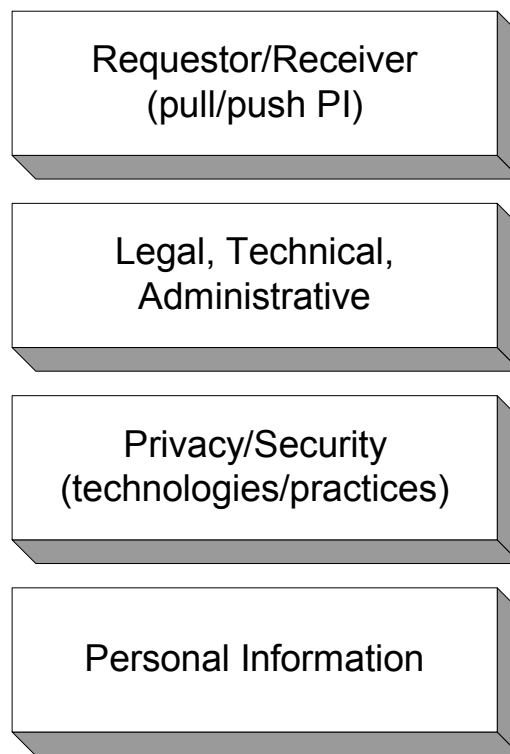 Requestor/Receiver
(pull/push PI)
Legal, Technical,
Administrative
Privacy/Security
(technologies/practices)
Personal Information